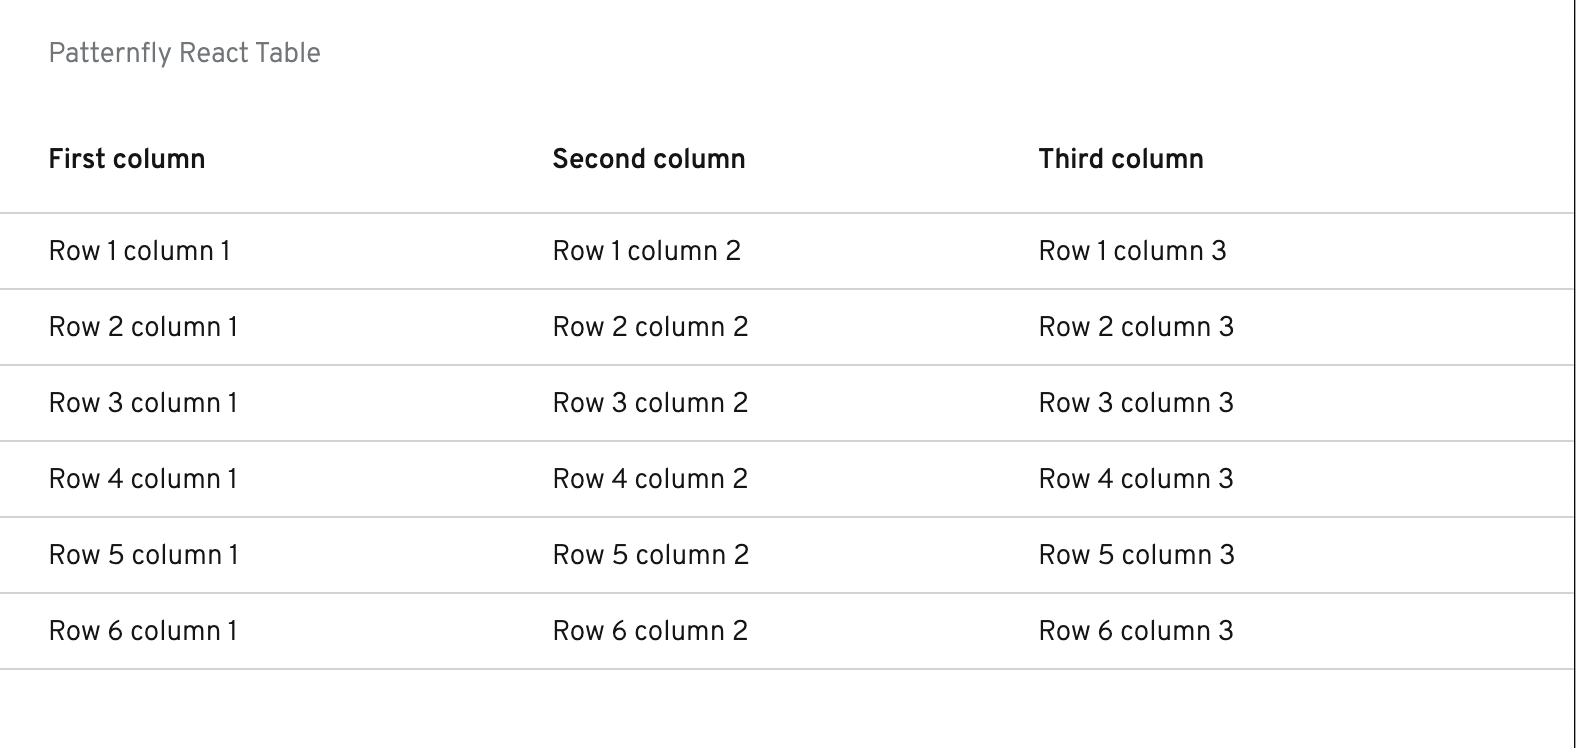 Patternfly React Table
First column Second column Third column
Row 1 column 1 Row 1 column 2 Row 1 column 3
Row 2 column 1 Row 2 column 2 Row 2 column 3
Row 3 column 1 Row 3 column 2 Row 3 column 3
Row 4 column 1 Row 4 column 2 Row 4 column 3
Row 5 column 1 Row 5 column 2 Row 5 column 3
Row 6 column 1 Row 6 column 2 Row 6 column 3